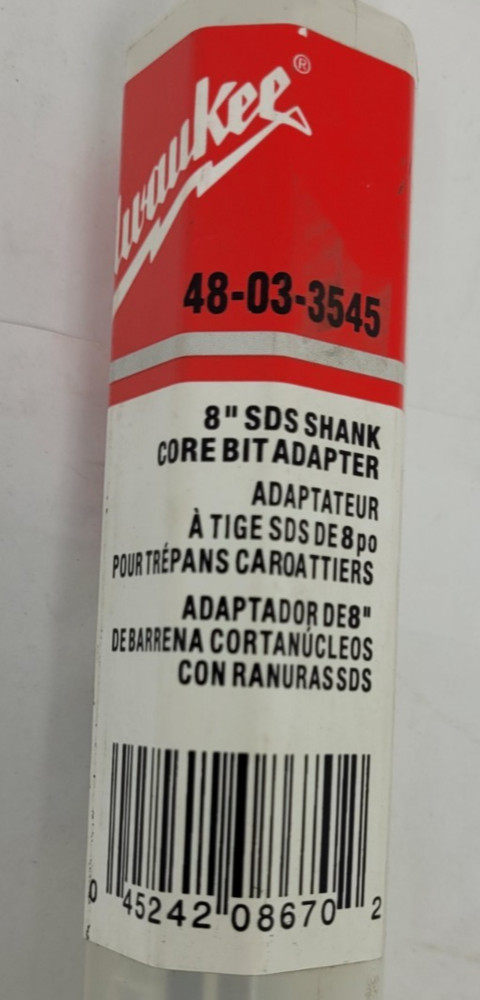 lwaukee®
48-03-3545
8" SDS SHANK
CORE BIT ADAPTER
ADAPTATEUR
À TIGE SDS DE 8 po
POUR TRÉPANS CAROATTIERS
ADAPTADOR DE 8"
DE BARRENA CORTANÚCLEOS
CON RANURAS SDS
0 45242 08670 2